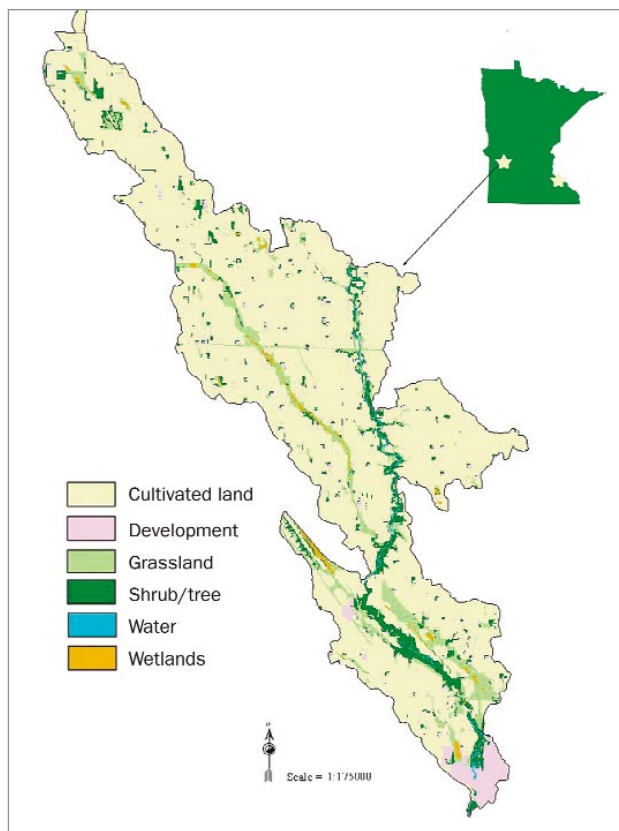 Cultivated land
Development
Grassland
Shrub/tree
Water
Wetlands
Scale = 1:175000